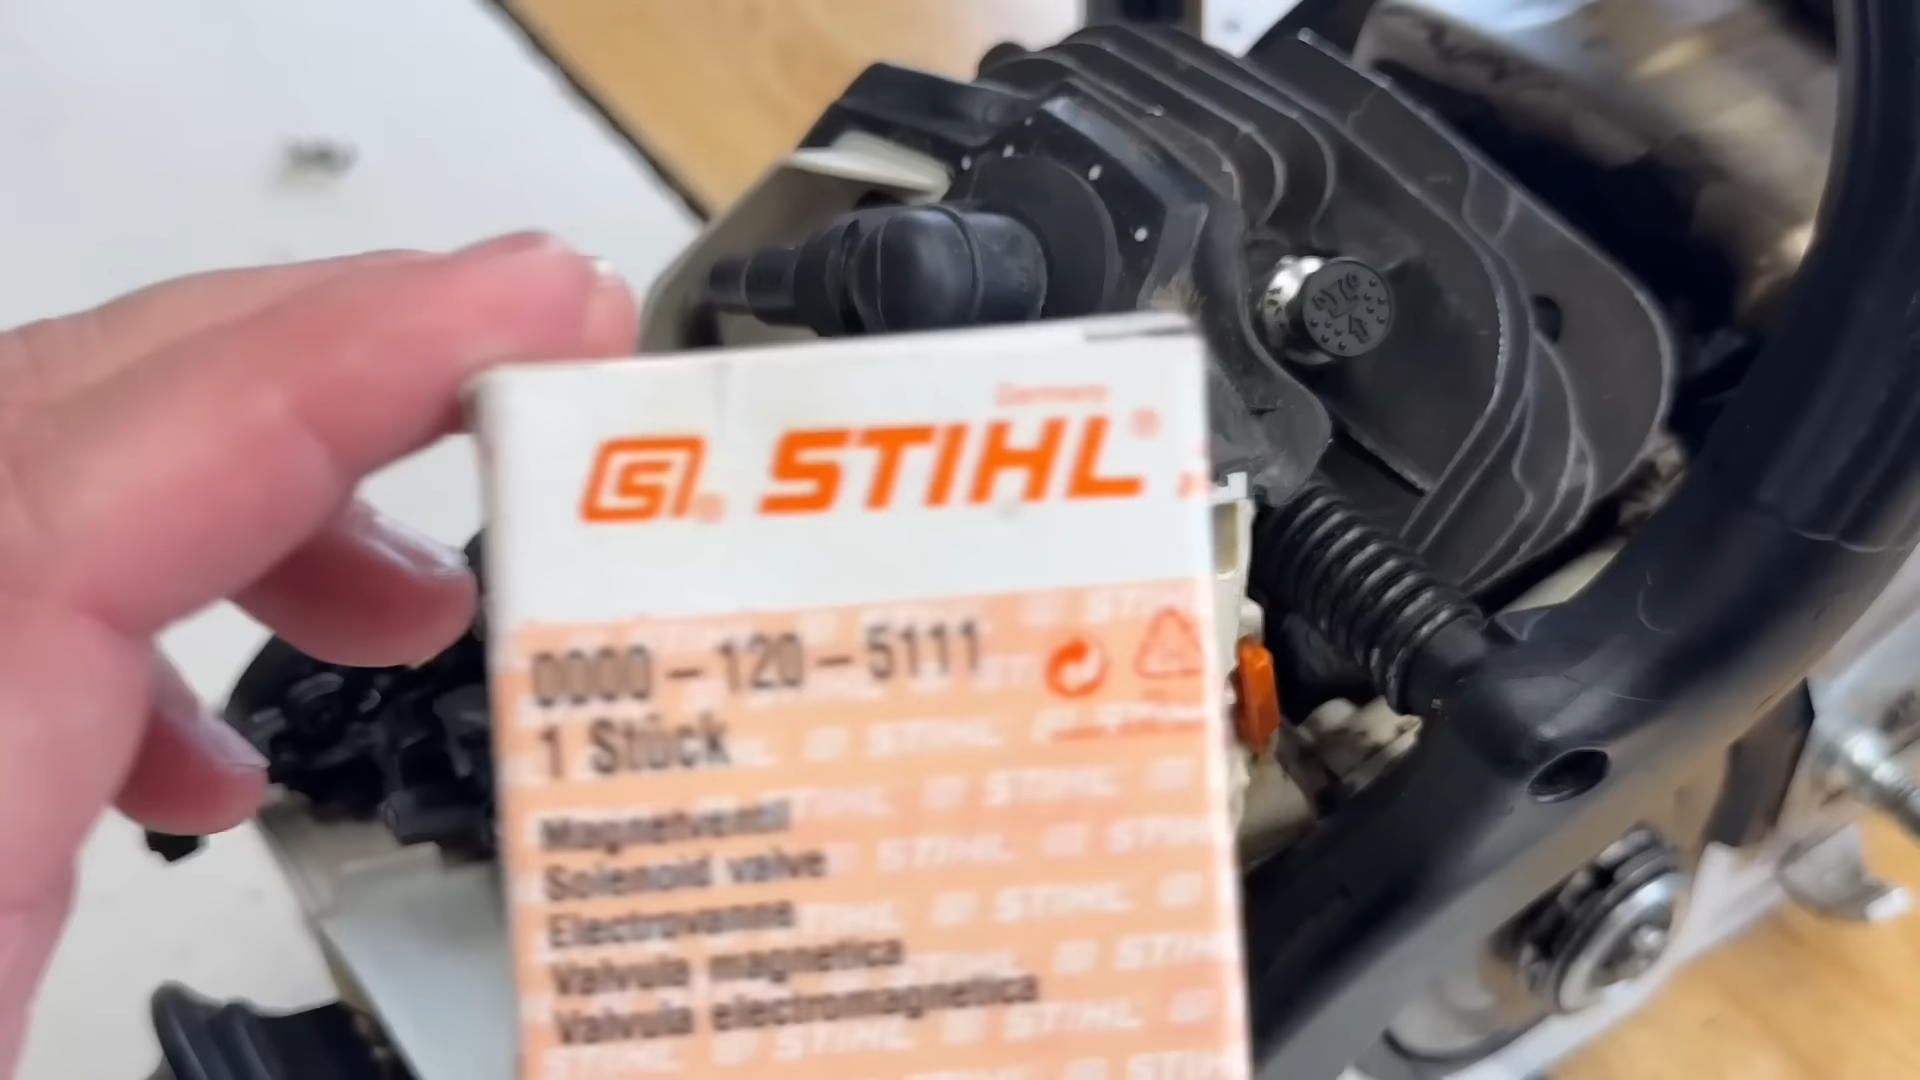 Germany
STIHL®
0000-120-5111
1 Stück
Magnetventil
Solenoid valve
Electrovanne
Valvula magnetica
Valvula electromagnetica